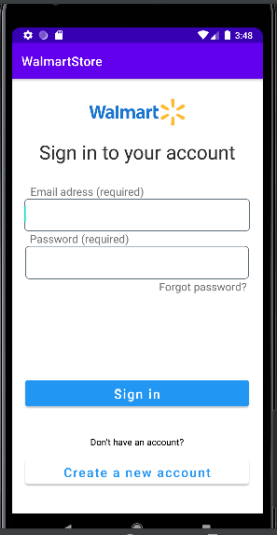 3:48
WalmartStore
Walmart
Sign in to your account
Email adress (required)
Password (required)
Forgot password?
Sign in
Don't have an account?
Create a new account